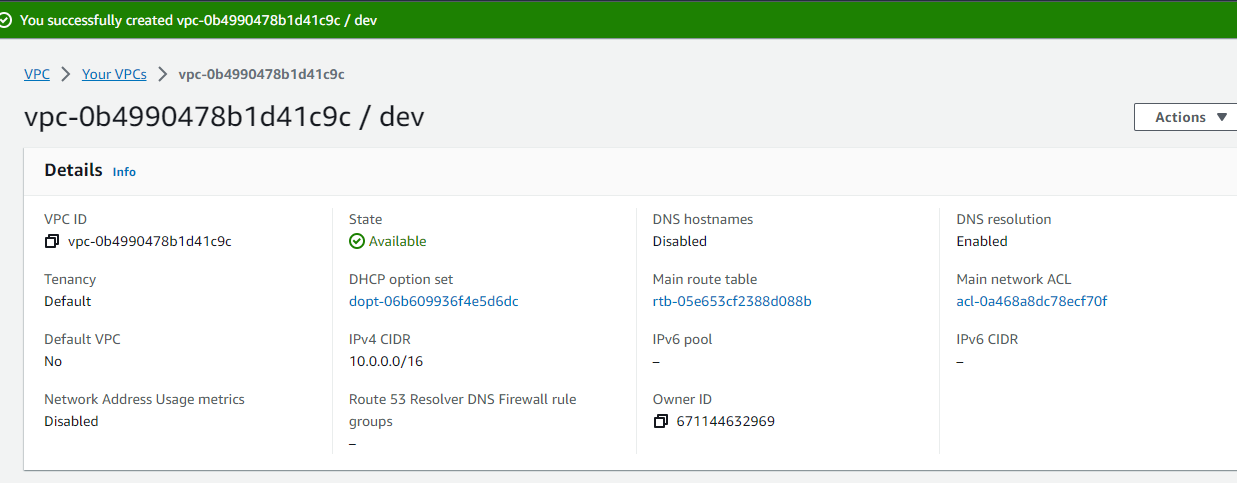 You successfully created vpc-0b4990478b1d41c9c / dev
VPC > Your VPCs > vpc-0b4990478b1d41c9c
vpc-0b4990478b1d41c9c / dev
Actions
Details Info
VPC ID
vpc-0b4990478b1d41c9c
State
Available
DNS hostnames
Disabled
DNS resolution
Enabled
Tenancy
Default
DHCP option set
dopt-06b609936f4e5d6dc
Main route table
rtb-05e653cf2388d088b
Main network ACL
acl-0a468a8dc78ecf70f
Default VPC
No
IPv4 CIDR
10.0.0.0/16
IPv6 pool
–
IPv6 CIDR
–
Network Address Usage metrics
Disabled
Route 53 Resolver DNS Firewall rule
groups
–
Owner ID
671144632969